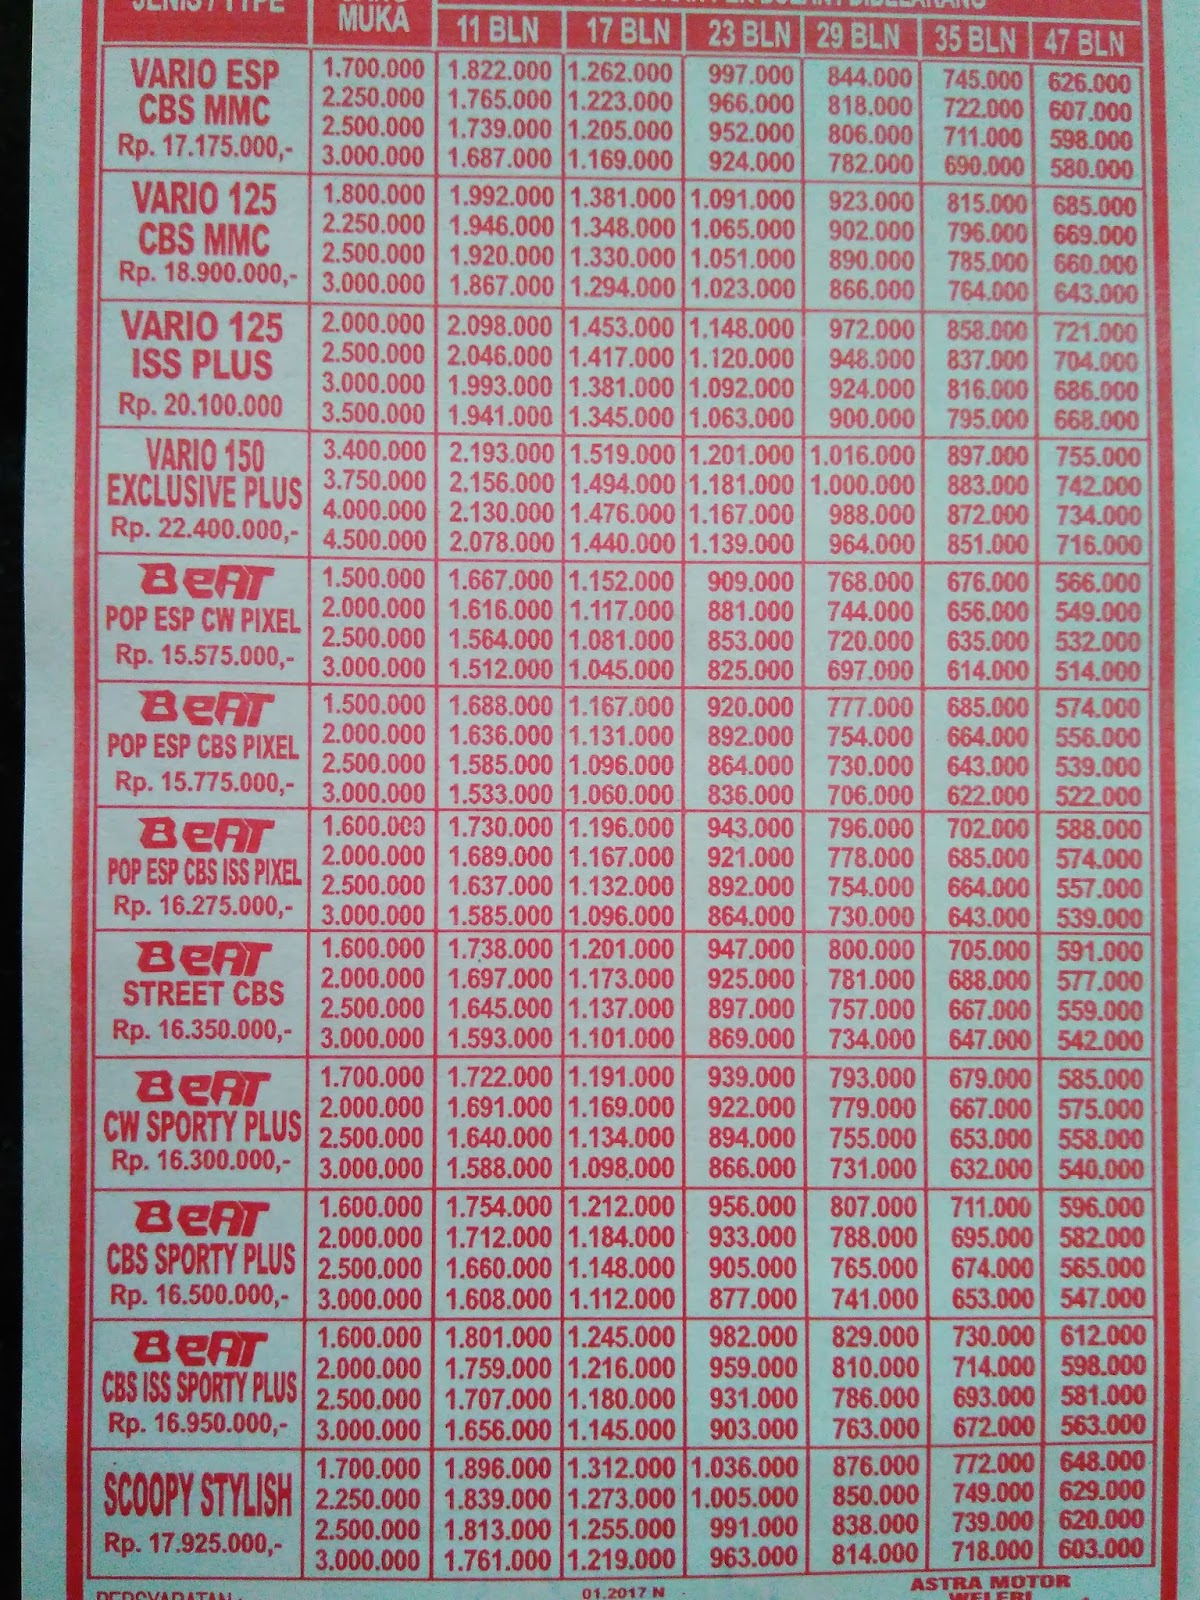 JENIS / TYPE
UANG MUKA
ANGSURAN PER BULAN / DIBELAKANG
11 BLN 17 BLN 23 BLN 29 BLN 35 BLN 47 BLN
VARIO ESP CBS MMC Rp. 17.175.000,-
1.700.000 1.822.000 1.262.000 997.000 844.000 745.000 626.000
2.250.000 1.765.000 1.223.000 966.000 818.000 722.000 607.000
2.500.000 1.739.000 1.205.000 952.000 806.000 711.000 598.000
3.000.000 1.687.000 1.169.000 924.000 782.000 690.000 580.000
VARIO 125 CBS MMC Rp. 18.900.000,-
1.800.000 1.992.000 1.381.000 1.091.000 923.000 815.000 685.000
2.250.000 1.946.000 1.348.000 1.065.000 902.000 796.000 669.000
2.500.000 1.920.000 1.330.000 1.051.000 890.000 785.000 660.000
3.000.000 1.867.000 1.294.000 1.023.000 866.000 764.000 643.000
VARIO 125 ISS PLUS Rp. 20.100.000
2.000.000 2.098.000 1.453.000 1.148.000 972.000 858.000 721.000
2.500.000 2.046.000 1.417.000 1.120.000 948.000 837.000 704.000
3.000.000 1.993.000 1.381.000 1.092.000 924.000 816.000 686.000
3.500.000 1.941.000 1.345.000 1.063.000 900.000 795.000 668.000
VARIO 150 EXCLUSIVE PLUS Rp. 22.400.000,-
3.400.000 2.193.000 1.519.000 1.201.000 1.016.000 897.000 755.000
3.750.000 2.156.000 1.494.000 1.181.000 1.000.000 883.000 742.000
4.000.000 2.130.000 1.476.000 1.167.000 988.000 872.000 734.000
4.500.000 2.078.000 1.440.000 1.139.000 964.000 851.000 716.000
BeAT POP ESP CW PIXEL Rp. 15.575.000,-
1.500.000 1.667.000 1.152.000 909.000 768.000 676.000 566.000
2.000.000 1.616.000 1.117.000 881.000 744.000 656.000 549.000
2.500.000 1.564.000 1.081.000 853.000 720.000 635.000 532.000
3.000.000 1.512.000 1.045.000 825.000 697.000 614.000 514.000
BeAT POP ESP CBS PIXEL Rp. 15.775.000,-
1.500.000 1.688.000 1.167.000 920.000 777.000 685.000 574.000
2.000.000 1.636.000 1.131.000 892.000 754.000 664.000 556.000
2.500.000 1.585.000 1.096.000 864.000 730.000 643.000 539.000
3.000.000 1.533.000 1.060.000 836.000 706.000 622.000 522.000
BeAT POP ESP CBS ISS PIXEL Rp. 16.275.000,-
1.600.000 1.730.000 1.196.000 943.000 796.000 702.000 588.000
2.000.000 1.689.000 1.167.000 921.000 778.000 685.000 574.000
2.500.000 1.637.000 1.132.000 892.000 754.000 664.000 557.000
3.000.000 1.585.000 1.096.000 864.000 730.000 643.000 539.000
BeAT STREET CBS Rp. 16.350.000,-
1.600.000 1.738.000 1.201.000 947.000 800.000 705.000 591.000
2.000.000 1.697.000 1.173.000 925.000 781.000 688.000 577.000
2.500.000 1.645.000 1.137.000 897.000 757.000 667.000 559.000
3.000.000 1.593.000 1.101.000 869.000 734.000 647.000 542.000
BeAT CW SPORTY PLUS Rp. 16.300.000,-
1.700.000 1.722.000 1.191.000 939.000 793.000 679.000 585.000
2.000.000 1.691.000 1.169.000 922.000 779.000 667.000 575.000
2.500.000 1.640.000 1.134.000 894.000 755.000 653.000 558.000
3.000.000 1.588.000 1.098.000 866.000 731.000 632.000 540.000
BeAT CBS SPORTY PLUS Rp. 16.500.000,-
1.600.000 1.754.000 1.212.000 956.000 807.000 711.000 596.000
2.000.000 1.712.000 1.184.000 933.000 788.000 695.000 582.000
2.500.000 1.660.000 1.148.000 905.000 765.000 674.000 565.000
3.000.000 1.608.000 1.112.000 877.000 741.000 653.000 547.000
BeAT CBS ISS SPORTY PLUS Rp. 16.950.000,-
1.600.000 1.801.000 1.245.000 982.000 829.000 730.000 612.000
2.000.000 1.759.000 1.216.000 959.000 810.000 714.000 598.000
2.500.000 1.707.000 1.180.000 931.000 786.000 693.000 581.000
3.000.000 1.656.000 1.145.000 903.000 763.000 672.000 563.000
SCOOPY STYLISH Rp. 17.925.000,-
1.700.000 1.896.000 1.312.000 1.036.000 876.000 772.000 648.000
2.250.000 1.839.000 1.273.000 1.005.000 850.000 749.000 629.000
2.500.000 1.813.000 1.255.000 991.000 838.000 739.000 620.000
3.000.000 1.761.000 1.219.000 963.000 814.000 718.000 603.000
PERSYARATAN : 01.2017 N ASTRA MOTOR
WELERI